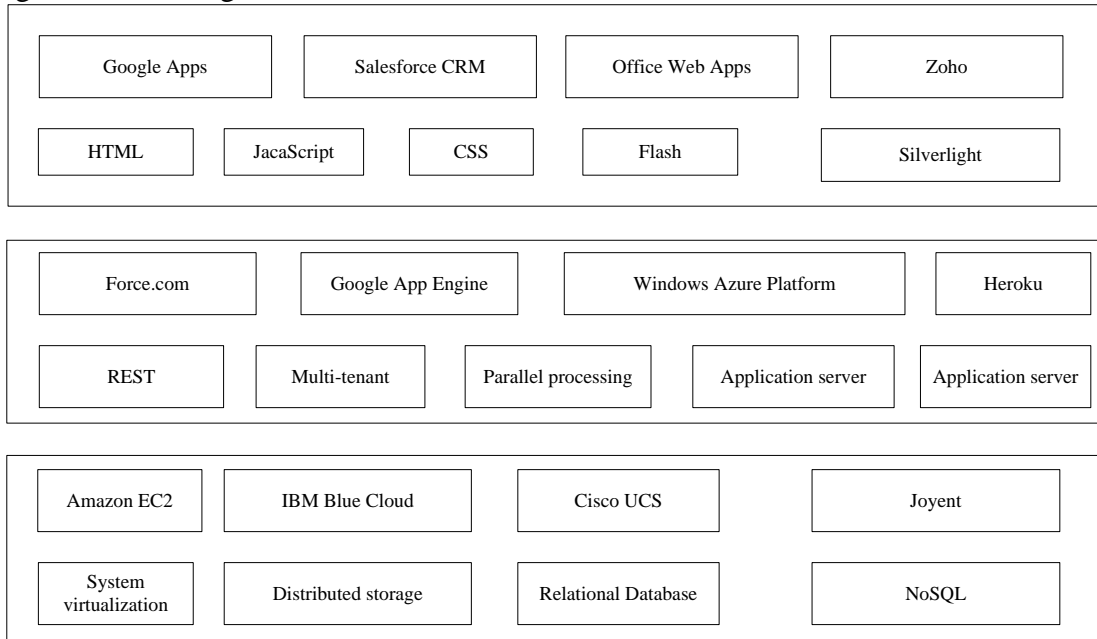 Google Apps
Salesforce CRM
Office Web Apps
Zoho
HTML
JacaScript
CSS
Flash
Silverlight
Force.com
Google App Engine
Windows Azure Platform
Heroku
REST
Multi-tenant
Parallel processing
Application server
Application server
Amazon EC2
IBM Blue Cloud
Cisco UCS
Joyent
System
virtualization
Distributed storage
Relational Database
NoSQL